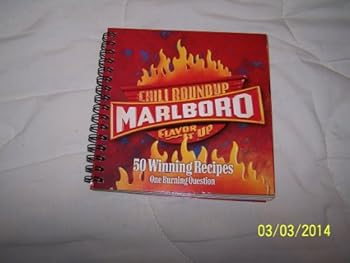 CHILI ROUNDUP
MARLBORO
FLAVOR IT UP
50 Winning Recipes
One Burning Question
03/03/2014